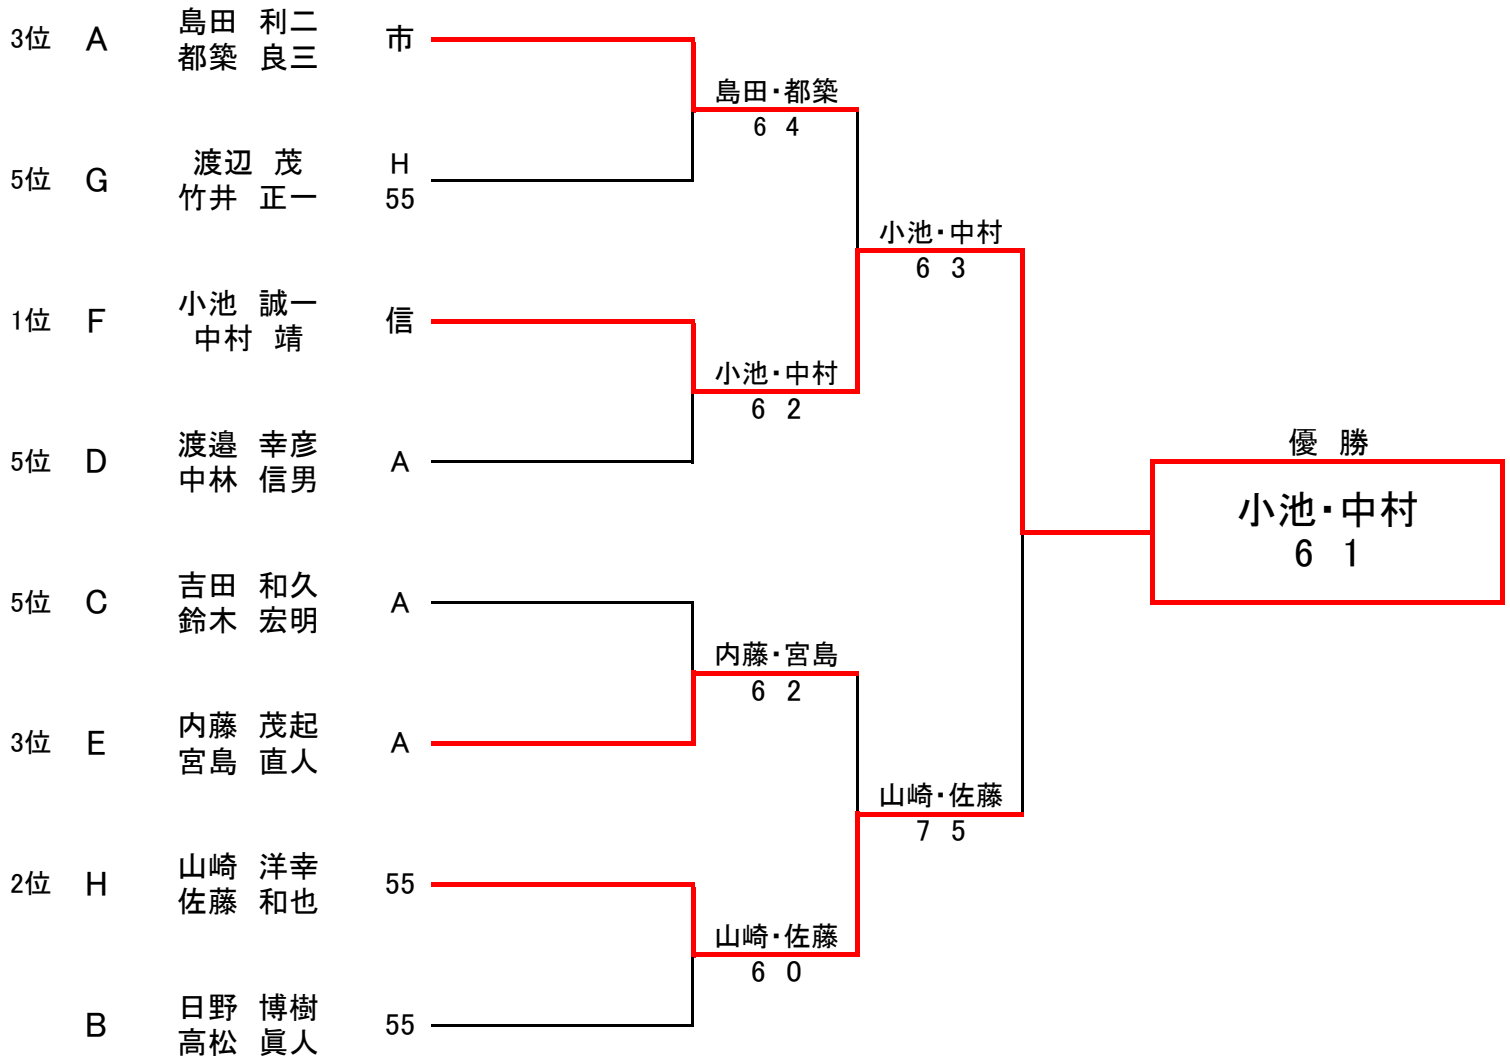 3位 A 島田 利二 市
都築 良三
島田・都築
6 4
5位 G 渡辺 茂 H
竹井 正一 55
小池・中村
6 3
1位 F 小池 誠一 信
中村 靖
小池・中村
6 2
5位 D 渡邉 幸彦 A
中林 信男
優 勝
小池・中村
6 1
5位 C 吉田 和久 A
鈴木 宏明
内藤・宮島
6 2
3位 E 内藤 茂起 A
宮島 直人
山崎・佐藤
7 5
2位 H 山崎 洋幸 55
佐藤 和也
山崎・佐藤
6 0
B 日野 博樹 55
高松 眞人